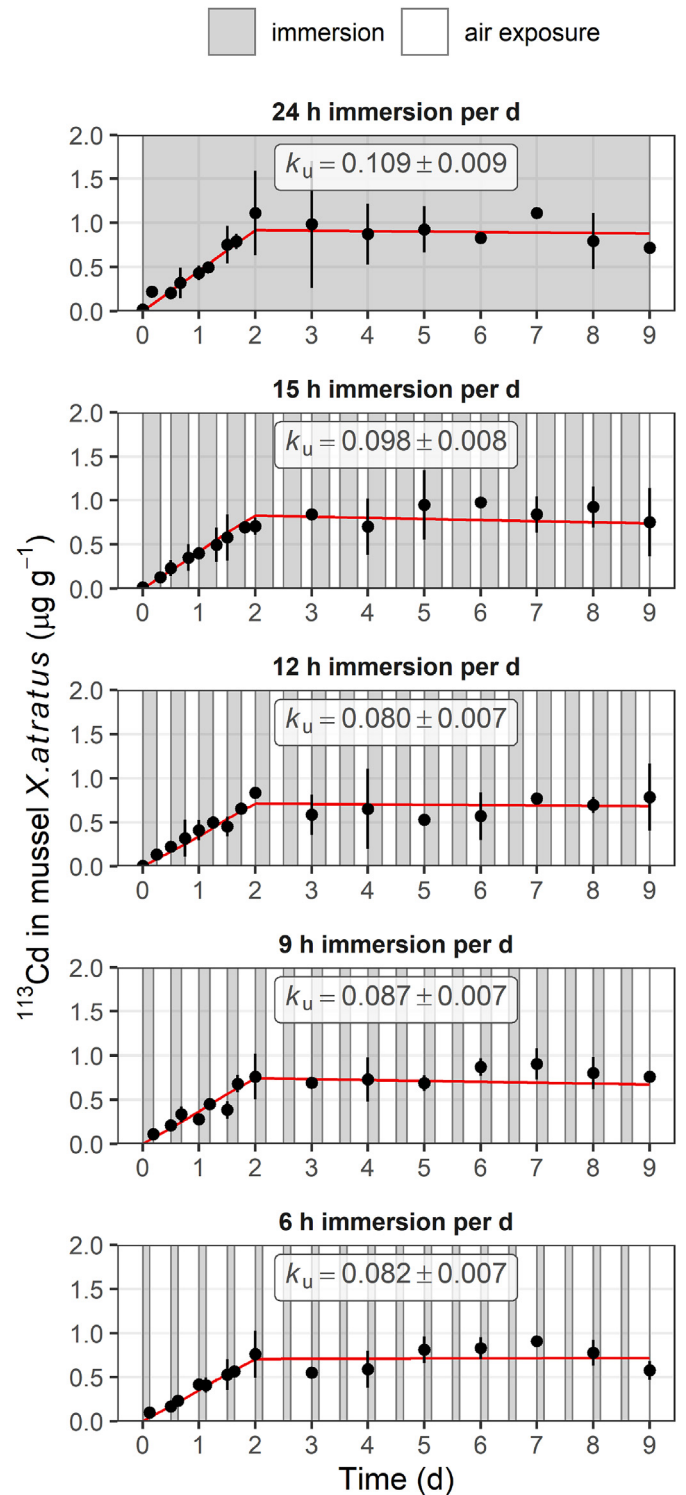 immersion air exposure
24 h immersion per d
2.0
ku = 0.109 ± 0.009
1.5
1.0
0.5
0.0
0 1 2 3 4 5 6 7 8 9
15 h immersion per d
2.0
ku = 0.098 ± 0.008
1.5
1.0
0.5
0.0
0 1 2 3 4 5 6 7 8 9
12 h immersion per d
2.0
ku = 0.080 ± 0.007
1.5
1.0
0.5
0.0
0 1 2 3 4 5 6 7 8 9
9 h immersion per d
2.0
ku = 0.087 ± 0.007
1.5
1.0
0.5
0.0
0 1 2 3 4 5 6 7 8 9
6 h immersion per d
2.0
ku = 0.082 ± 0.007
1.5
1.0
0.5
0.0
0 1 2 3 4 5 6 7 8 9
Time (d)
¹¹³Cd in mussel X.atratus (μg g⁻¹)